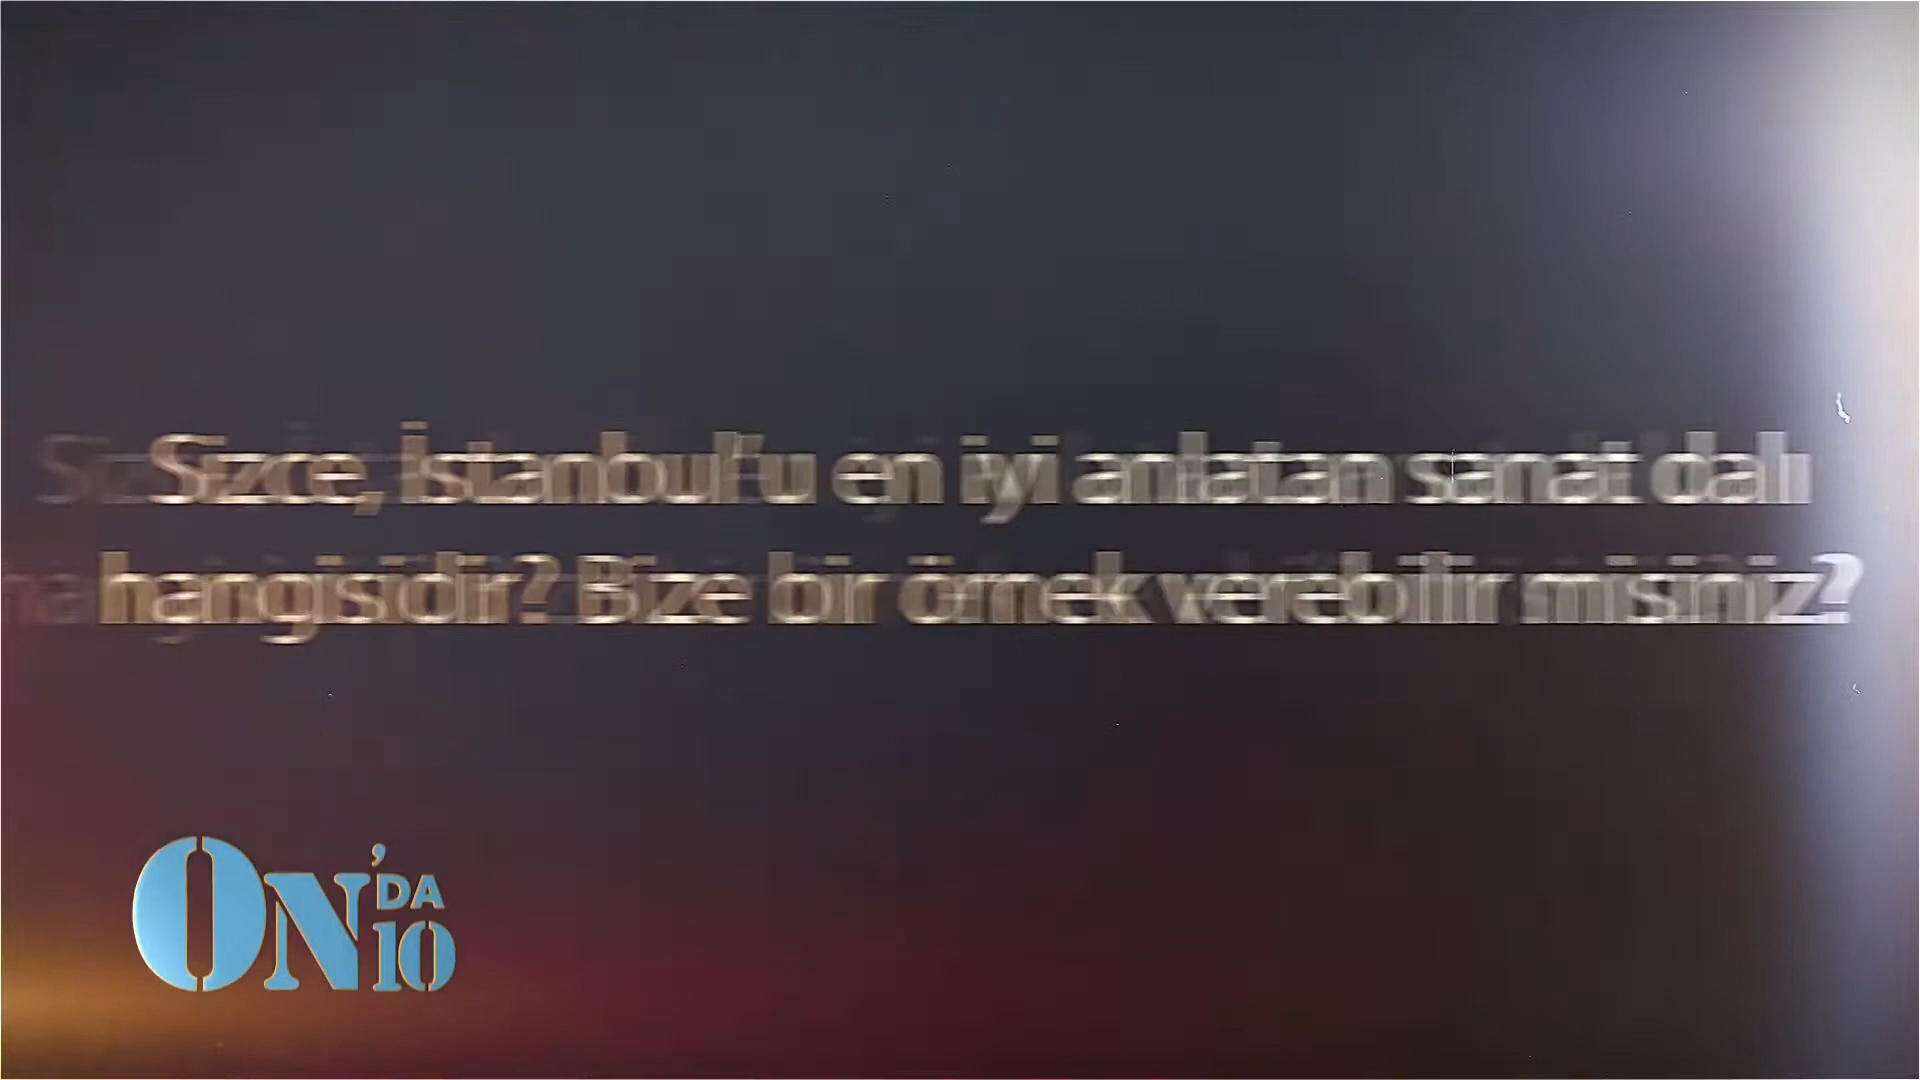 Sizce, İstanbul'u en iyi anlatan sanat dalı
hangisidir? Bize bir örnek verebilir misiniz?
ON'DA
10